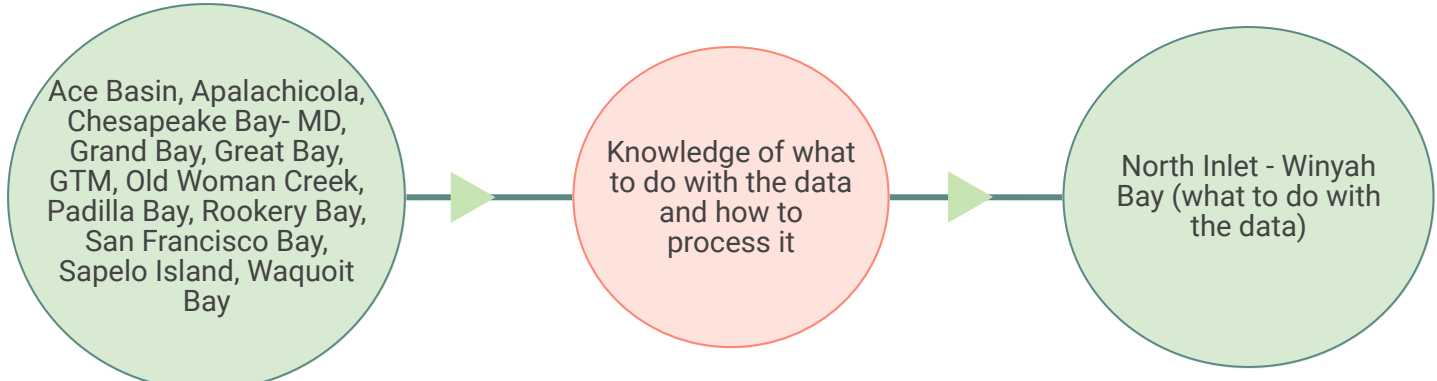 Ace Basin, Apalachicola,
Chesapeake Bay- MD,
Grand Bay, Great Bay,
GTM, Old Woman Creek,
Padilla Bay, Rookery Bay,
San Francisco Bay,
Sapelo Island, Waquoit
Bay
Knowledge of what
to do with the data
and how to
process it
North Inlet - Winyah
Bay (what to do with
the data)